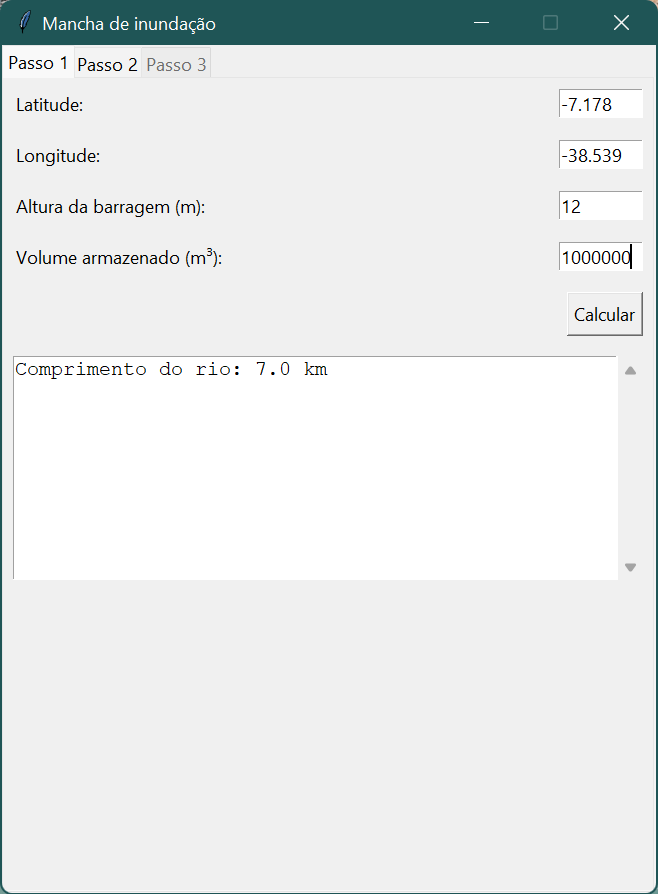 Mancha de inundação
Passo 1 Passo 2 Passo 3
Latitude: -7.178
Longitude: -38.539
Altura da barragem (m): 12
Volume armazenado (m³): 1000000
Calcular
Comprimento do rio: 7.0 km